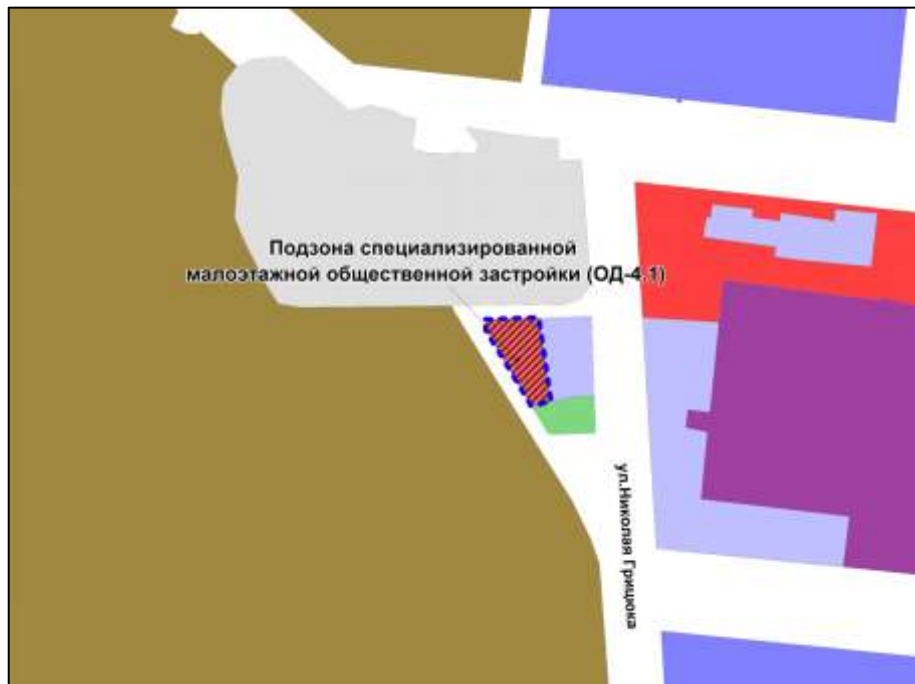 Подзона специализированной
малоэтажной общественной застройки (ОД-4.1)
ул.Николая Грицюка